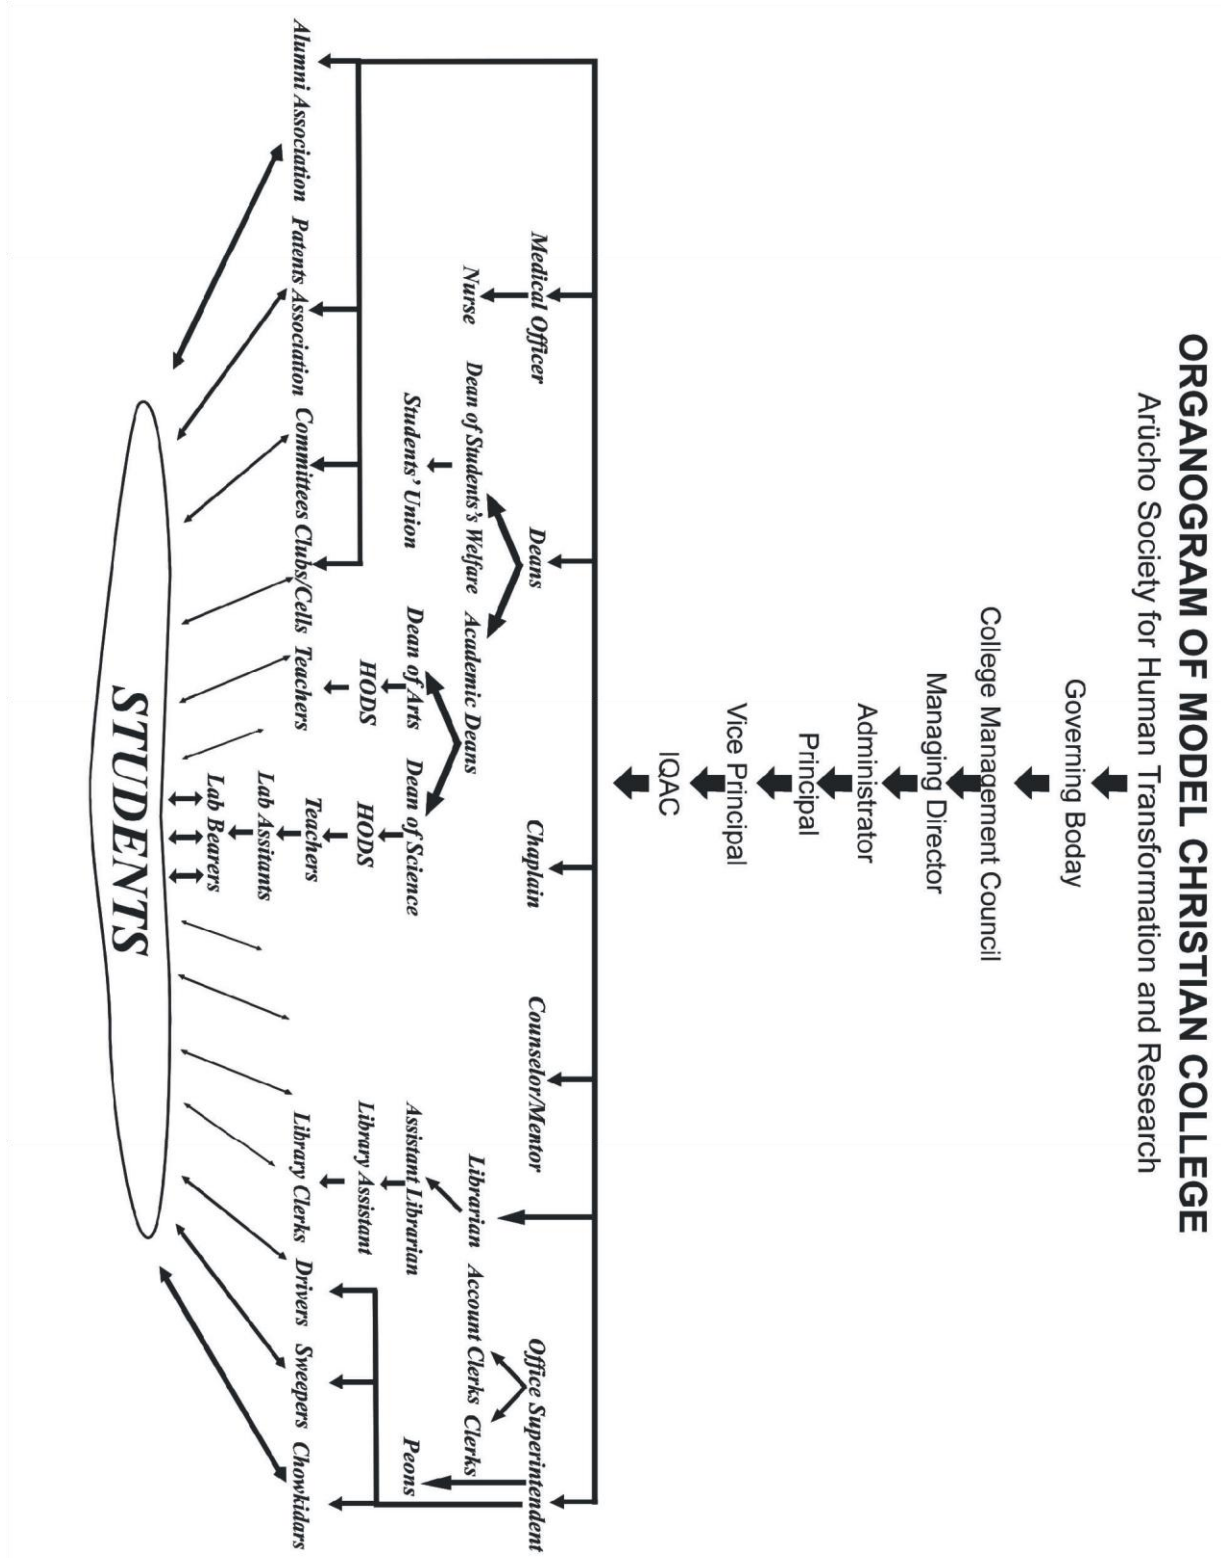 ORGANOGRAM OF MODEL CHRISTIAN COLLEGE
Arücho Society for Human Transformation and Research
Governing Boday
College Management Council
Managing Director
Administrator
Principal
Vice Principal
IQAC
Medical Officer
Deans
Chaplain
Counselor/Mentor
Office Superintendent
Nurse
Dean of Students's Welfare
Academic Deans
Librarian
Account Clerks
Clerks
Students' Union
Dean of Arts
Dean of Science
Assistant Librarian
Peons
HODS
HODS
Library Assistant
Alumni Association
Patents Association
Committees
Clubs/Cells
Teachers
Teachers
Library Clerks
Drivers
Sweepers
Chowkidars
Lab Assitants
Lab Bearers
STUDENTS